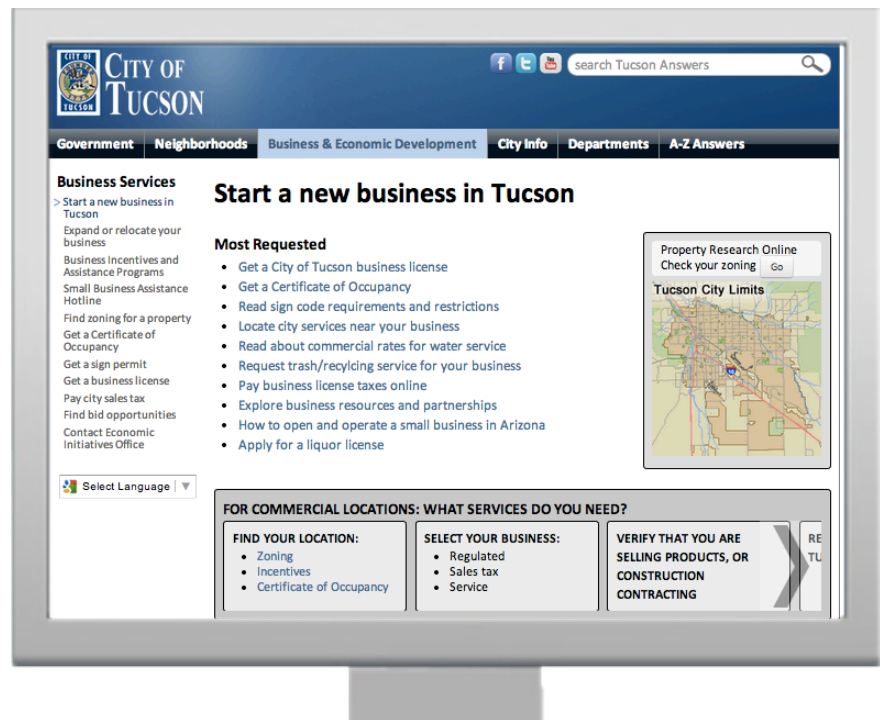 CITY OF
TUCSON
CITY OF
TUCSON
search Tucson Answers
Government Neighborhoods Business & Economic Development City Info Departments A-Z Answers
Business Services
> Start a new business in
Tucson
Expand or relocate your
business
Business Incentives and
Assistance Programs
Small Business Assistance
Hotline
Find zoning for a property
Get a Certificate of
Occupancy
Get a sign permit
Get a business license
Pay city sales tax
Find bid opportunities
Contact Economic
Initiatives Office
Select Language
Start a new business in Tucson
Most Requested
• Get a City of Tucson business license
• Get a Certificate of Occupancy
• Read sign code requirements and restrictions
• Locate city services near your business
• Read about commercial rates for water service
• Request trash/recylcing service for your business
• Pay business license taxes online
• Explore business resources and partnerships
• How to open and operate a small business in Arizona
• Apply for a liquor license
Property Research Online
Check your zoning Go
Tucson City Limits
FOR COMMERCIAL LOCATIONS: WHAT SERVICES DO YOU NEED?
FIND YOUR LOCATION:
• Zoning
• Incentives
• Certificate of Occupancy
SELECT YOUR BUSINESS:
• Regulated
• Sales tax
• Service
VERIFY THAT YOU ARE
SELLING PRODUCTS, OR
CONSTRUCTION
CONTRACTING
RE
TU